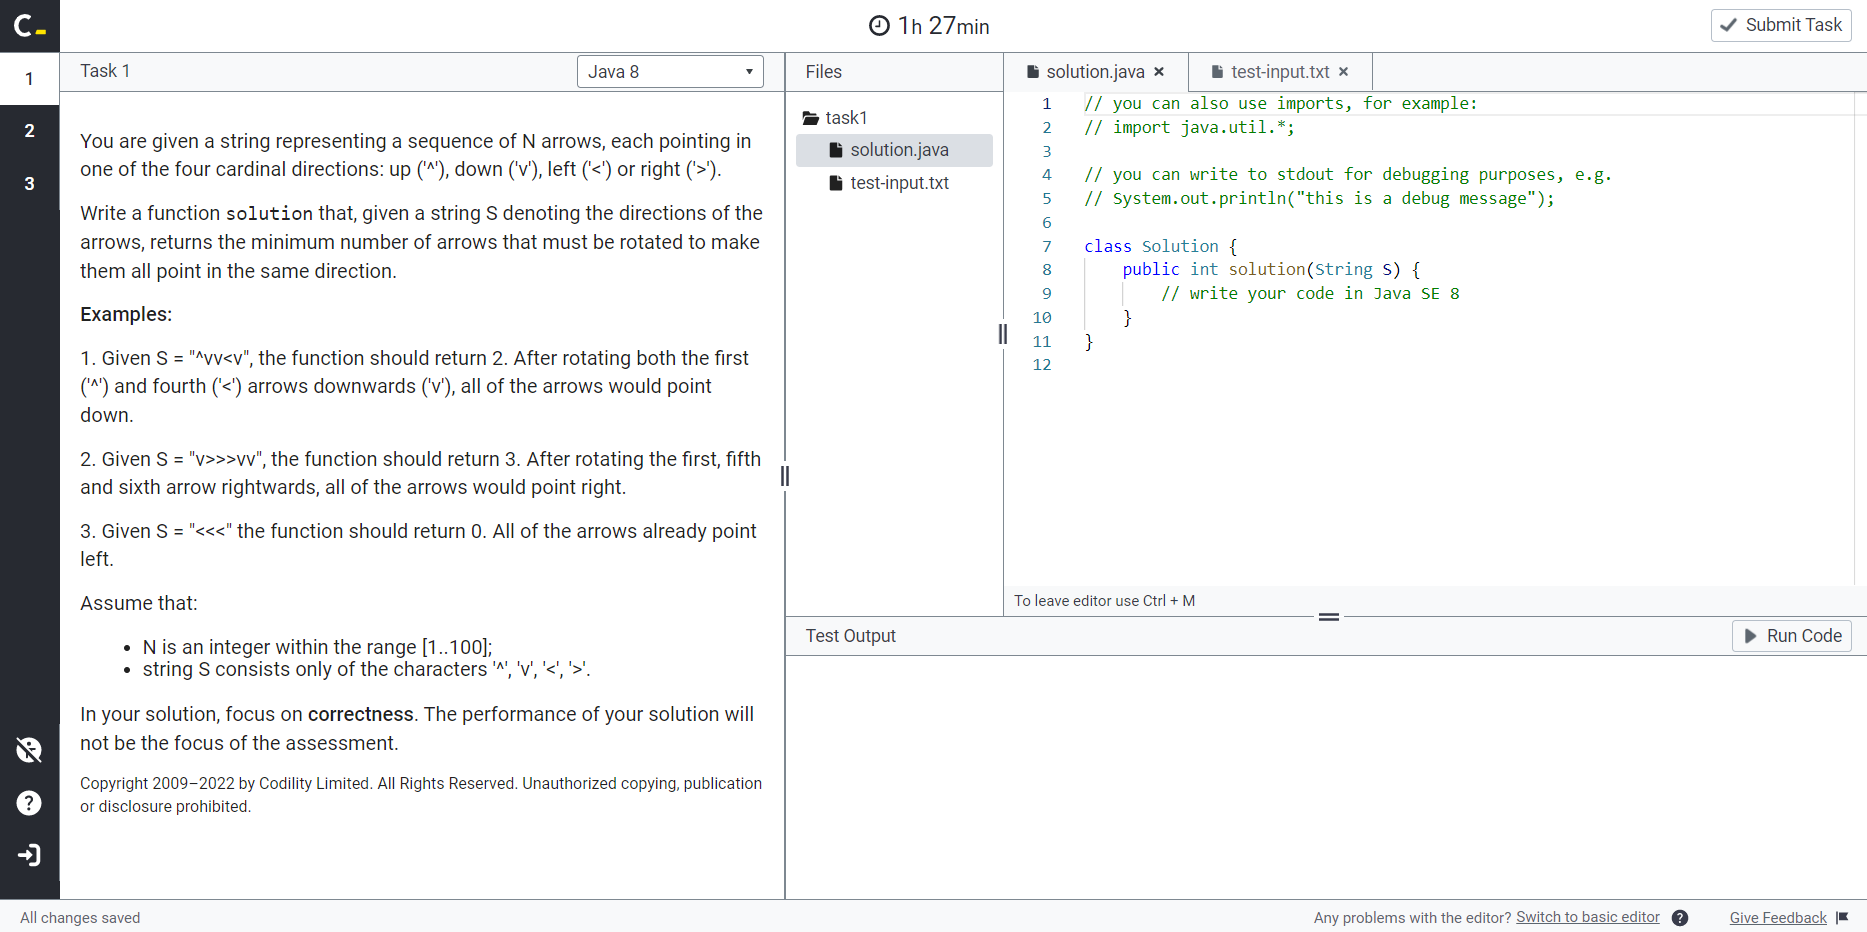 C_
1h 27min
Submit Task
1
2
3
Task 1
Java 8
You are given a string representing a sequence of N arrows, each pointing in
one of the four cardinal directions: up ('^'), down ('v'), left ('<') or right ('>').
Write a function solution that, given a string S denoting the directions of the
arrows, returns the minimum number of arrows that must be rotated to make
them all point in the same direction.
Examples:
1. Given S = "^vv<v", the function should return 2. After rotating both the first
('^') and fourth ('<') arrows downwards ('v'), all of the arrows would point
down.
2. Given S = "v>>>vv", the function should return 3. After rotating the first, fifth
and sixth arrow rightwards, all of the arrows would point right.
3. Given S = "<<<" the function should return 0. All of the arrows already point
left.
Assume that:
• N is an integer within the range [1..100];
• string S consists only of the characters '^', 'v', '<', '>'.
In your solution, focus on correctness. The performance of your solution will
not be the focus of the assessment.
Copyright 2009–2022 by Codility Limited. All Rights Reserved. Unauthorized copying, publication
or disclosure prohibited.
Files
task1
solution.java
test-input.txt
solution.java ×
test-input.txt ×
1 // you can also use imports, for example:
2 // import java.util.*;
3
4 // you can write to stdout for debugging purposes, e.g.
5 // System.out.println("this is a debug message");
6
7 class Solution {
8 public int solution(String S) {
9 // write your code in Java SE 8
10 }
11 }
12
To leave editor use Ctrl + M
Test Output
Run Code
All changes saved
Any problems with the editor? Switch to basic editor ?
Give Feedback